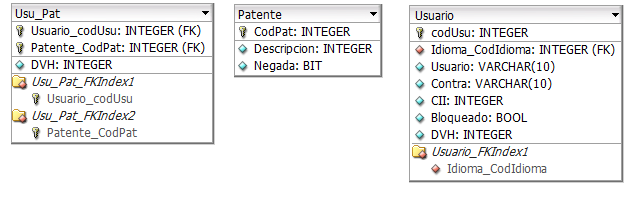 Usu_Pat
Usuario_codUsu: INTEGER (FK)
Patente_CodPat: INTEGER (FK)
DVH: INTEGER
Usu_Pat_FKIndex1
Usuario_codUsu
Usu_Pat_FKIndex2
Patente_CodPat
Patente
CodPat: INTEGER
Descripcion: INTEGER
Negada: BIT
Usuario
codUsu: INTEGER
Idioma_CodIdioma: INTEGER (FK)
Usuario: VARCHAR(10)
Contra: VARCHAR(10)
CII: INTEGER
Bloqueado: BOOL
DVH: INTEGER
Usuario_FKIndex1
Idioma_CodIdioma